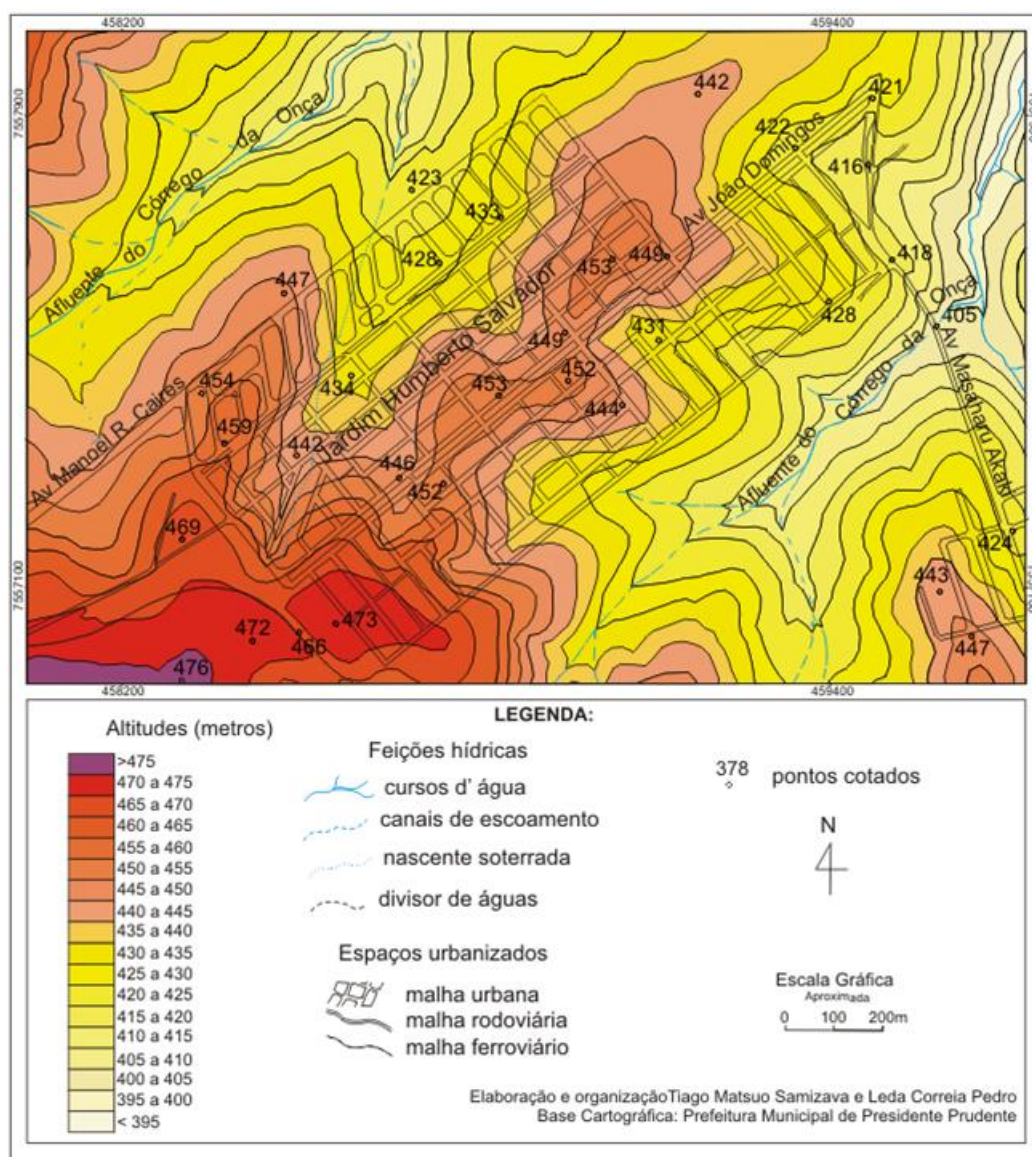 458200
459400
7557900
442
421
422
416
Afluente do Córrego da Onça
423
433
Av João Domingos
428
453
449
418
447
Jardim Humberto Salvador
428
405
449
431
434
452
454
453
444
Av Manoel R. Caires
459
442
446
452
Afluente do Córrego da Onça
Av Masaharu Akaki
469
424
7557100
443
473
472
466
447
476
458200
459400
LEGENDA:
Altitudes (metros)
>475
470 a 475
465 a 470
460 a 465
455 a 460
450 a 455
445 a 450
440 a 445
435 a 440
430 a 435
425 a 430
420 a 425
415 a 420
410 a 415
405 a 410
400 a 405
395 a 400
< 395
Feições hídricas
cursos d' água
canais de escoamento
nascente soterrada
divisor de águas
Espaços urbanizados
malha urbana
malha rodoviária
malha ferroviário
378
pontos cotados
N
Escala Gráfica
Aproximada
0 100 200m
Elaboração e organizaçãoTiago Matsuo Samizava e Leda Correia Pedro
Base Cartográfica: Prefeitura Municipal de Presidente Prudente